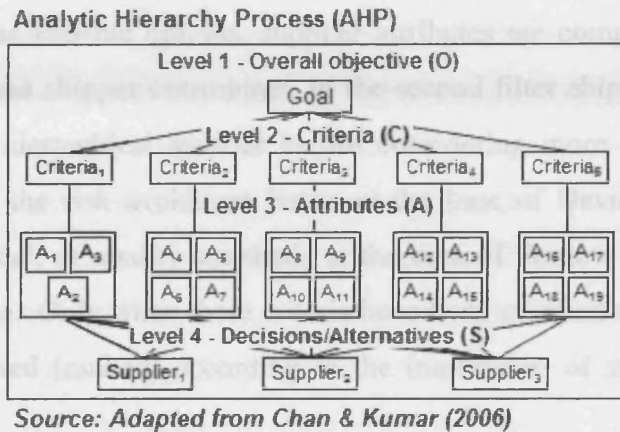 Analytic Hierarchy Process (AHP)
Level 1 - Overall objective (O)
Goal
Level 2 - Criteria (C)
Criteria₁ Criteria₂ Criteria₃ Criteria₄ Criteria₅
Level 3 - Attributes (A)
A₁ A₃ A₄ A₅ A₉ A₁₂ A₁₃ A₁₆ A₁₇
A₂ A₆ A₇ A₁₀ A₁₁ A₁₅ A₁₈ A₁₉
Level 4 - Decisions/Alternatives (S)
Supplier₁ Supplier₂ Supplier₃
Source: Adapted from Chan & Kumar (2006)